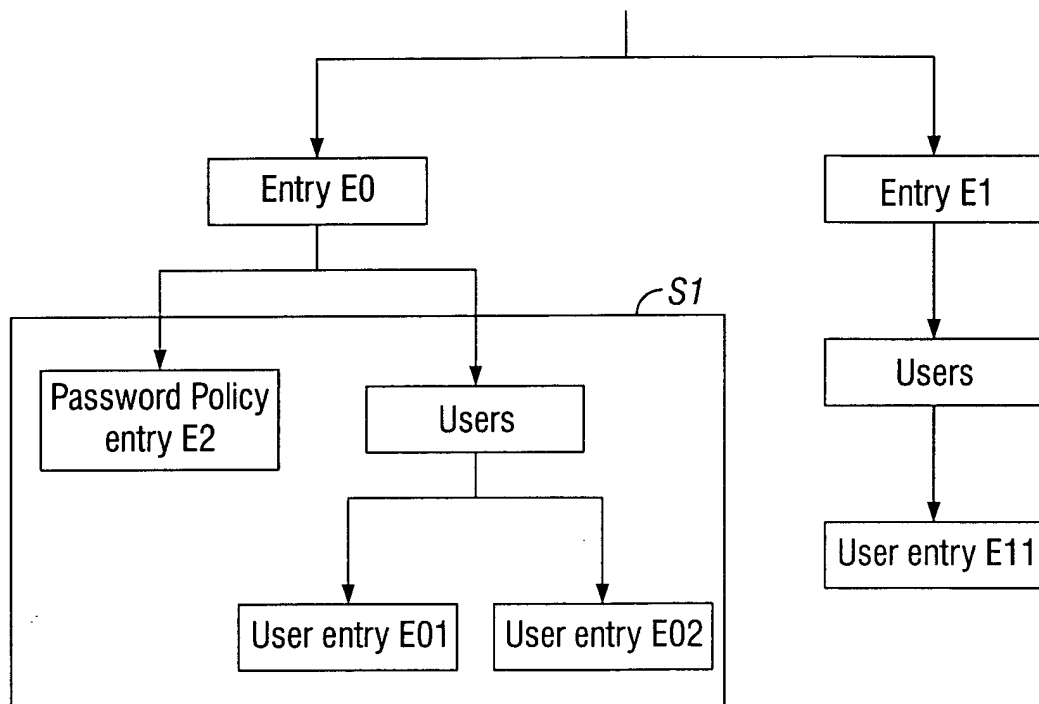 Entry E0
Entry E1
S1
Password Policy
entry E2
Users
Users
User entry E11
User entry E01
User entry E02